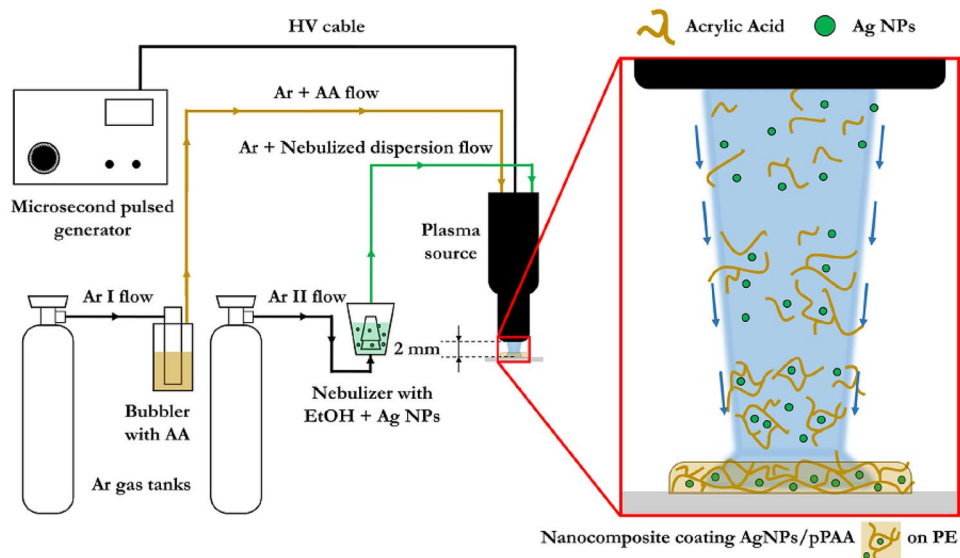 HV cable
Acrylic Acid
Ag NPs
Ar + AA flow
Ar + Nebulized dispersion flow
Microsecond pulsed
generator
Plasma
source
Ar I flow
Ar II flow
2 mm
Bubbler
with AA
Nebulizer with
EtOH + Ag NPs
Ar gas tanks
Nanocomposite coating AgNPs/pPAA
on PE